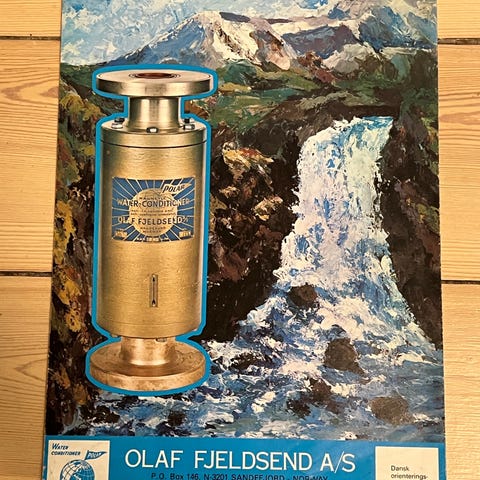 POLAR
WATER-CONDITIONER
OLAF FJELDSEND A/S
WATER
CONDITIONER POLAR
OLAF FJELDSEND A/S
P.O. Box 146, N-3201 SANDEFJORD - NORWAY
Dansk
orienterings-